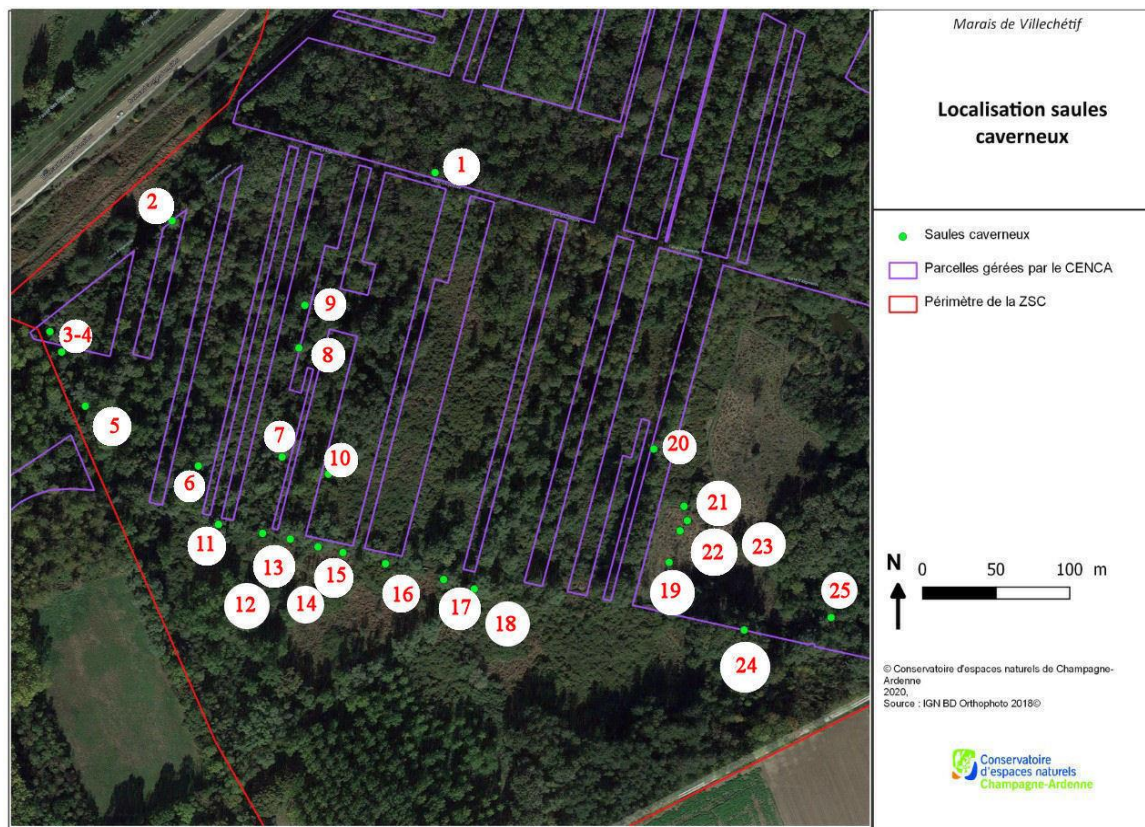 Marais de Villechétif
Localisation saules
caverneux
Saules caverneux
Parcelles gérées par le CENCA
Périmètre de la ZSC
N
0 50 100 m
© Conservatoire d'espaces naturels de Champagne-
Ardenne
2020,
Source : IGN BD Orthophoto 2018©
Conservatoire
d'espaces naturels
Champagne-Ardenne
1
2
3-4
5
6
7
8
9
10
11
12
13
14
15
16
17
18
19
20
21
22
23
24
25